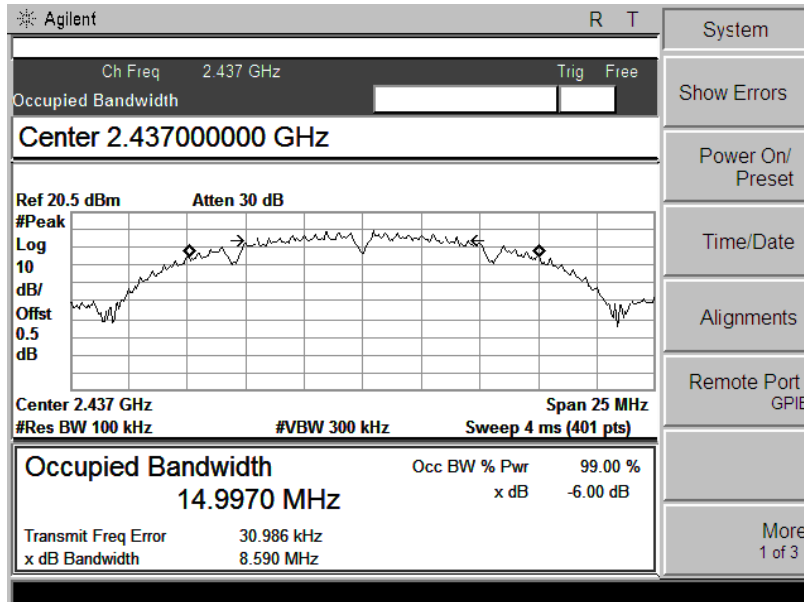 Agilent R T
Ch Freq 2.437 GHz Trig Free
Occupied Bandwidth
Center 2.437000000 GHz
Ref 20.5 dBm Atten 30 dB
#Peak
Log
10
dB/
Offst
0.5
dB
Center 2.437 GHz Span 25 MHz
#Res BW 100 kHz #VBW 300 kHz Sweep 4 ms (401 pts)
Occupied Bandwidth Occ BW % Pwr 99.00 %
14.9970 MHz x dB -6.00 dB
Transmit Freq Error 30.986 kHz
x dB Bandwidth 8.590 MHz
System
Show Errors
Power On/
Preset
Time/Date
Alignments
Remote Port
GPIB
More
1 of 3